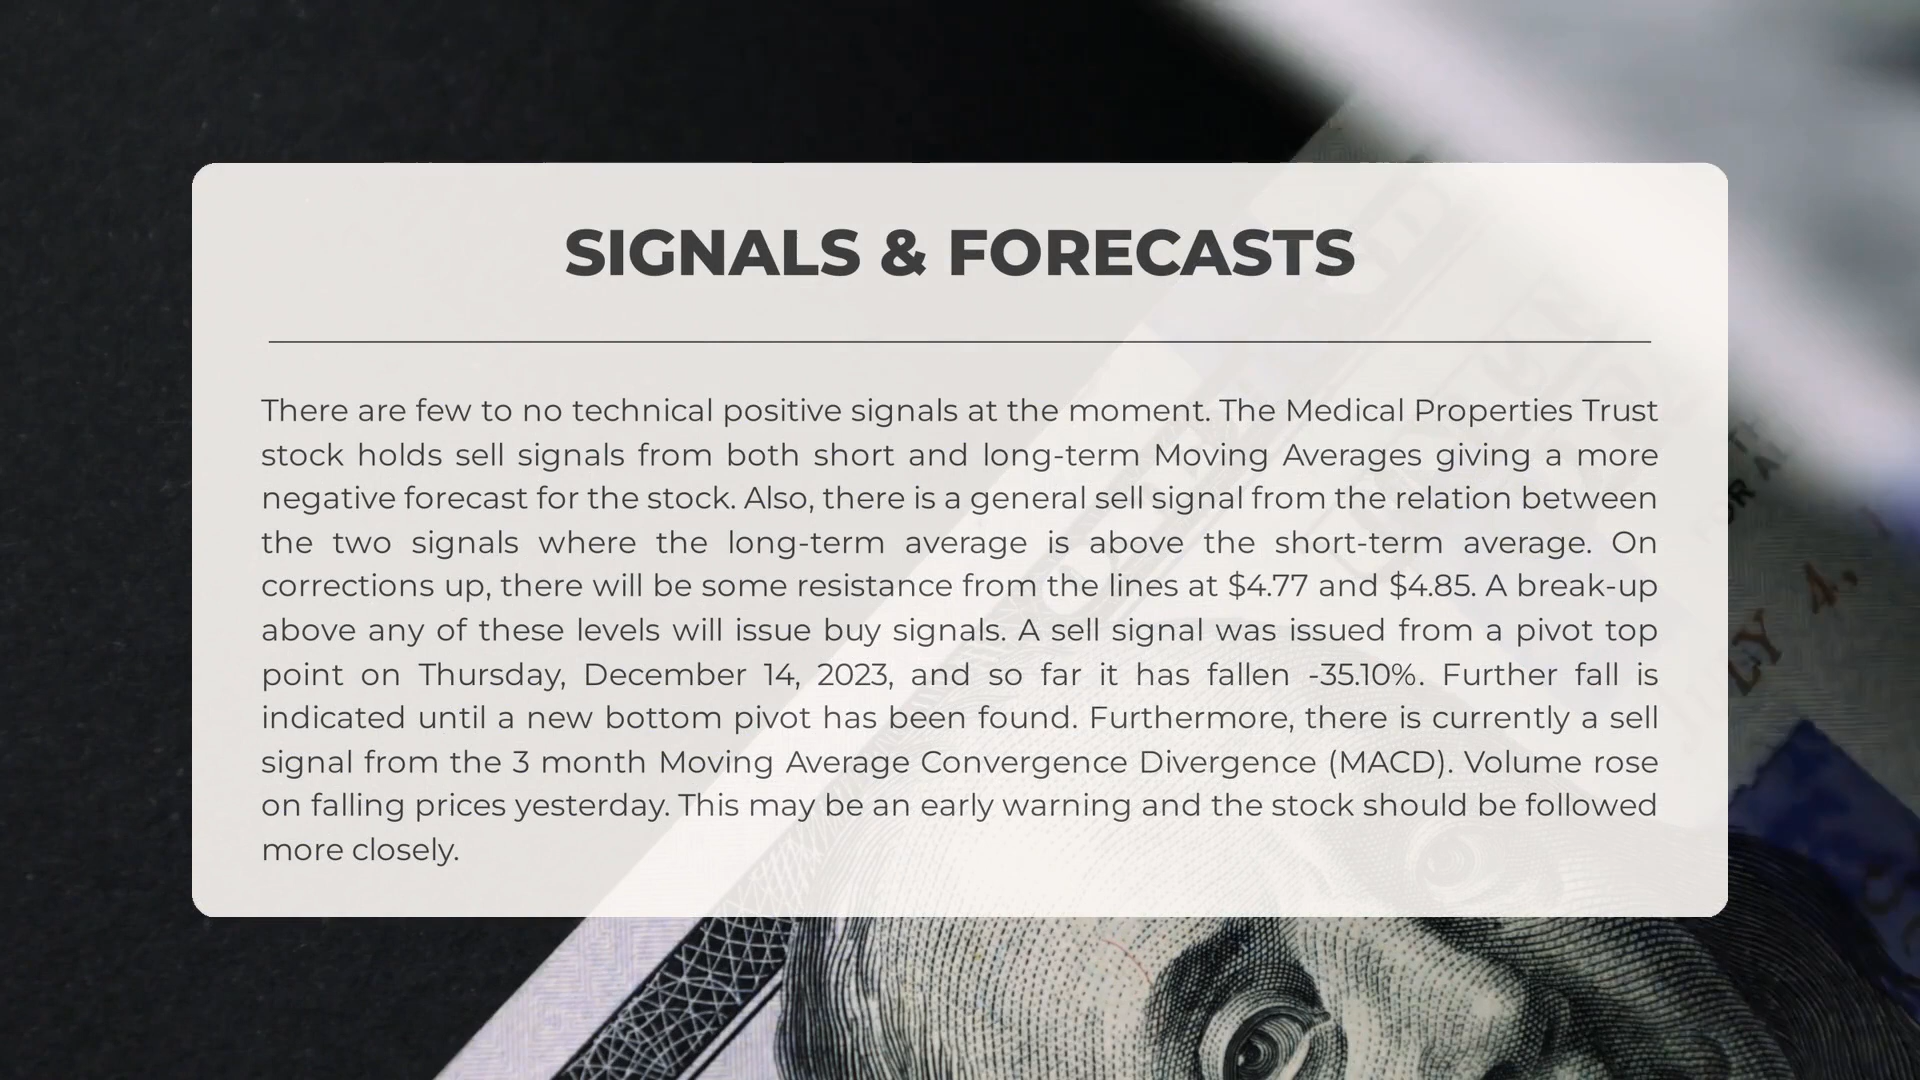 SIGNALS & FORECASTS
There are few to no technical positive signals at the moment. The Medical Properties Trust
stock holds sell signals from both short and long-term Moving Averages giving a more
negative forecast for the stock. Also, there is a general sell signal from the relation between
the two signals where the long-term average is above the short-term average. On
corrections up, there will be some resistance from the lines at $4.77 and $4.85. A break-up
above any of these levels will issue buy signals. A sell signal was issued from a pivot top
point on Thursday, December 14, 2023, and so far it has fallen -35.10%. Further fall is
indicated until a new bottom pivot has been found. Furthermore, there is currently a sell
signal from the 3 month Moving Average Convergence Divergence (MACD). Volume rose
on falling prices yesterday. This may be an early warning and the stock should be followed
more closely.
JULY 4,